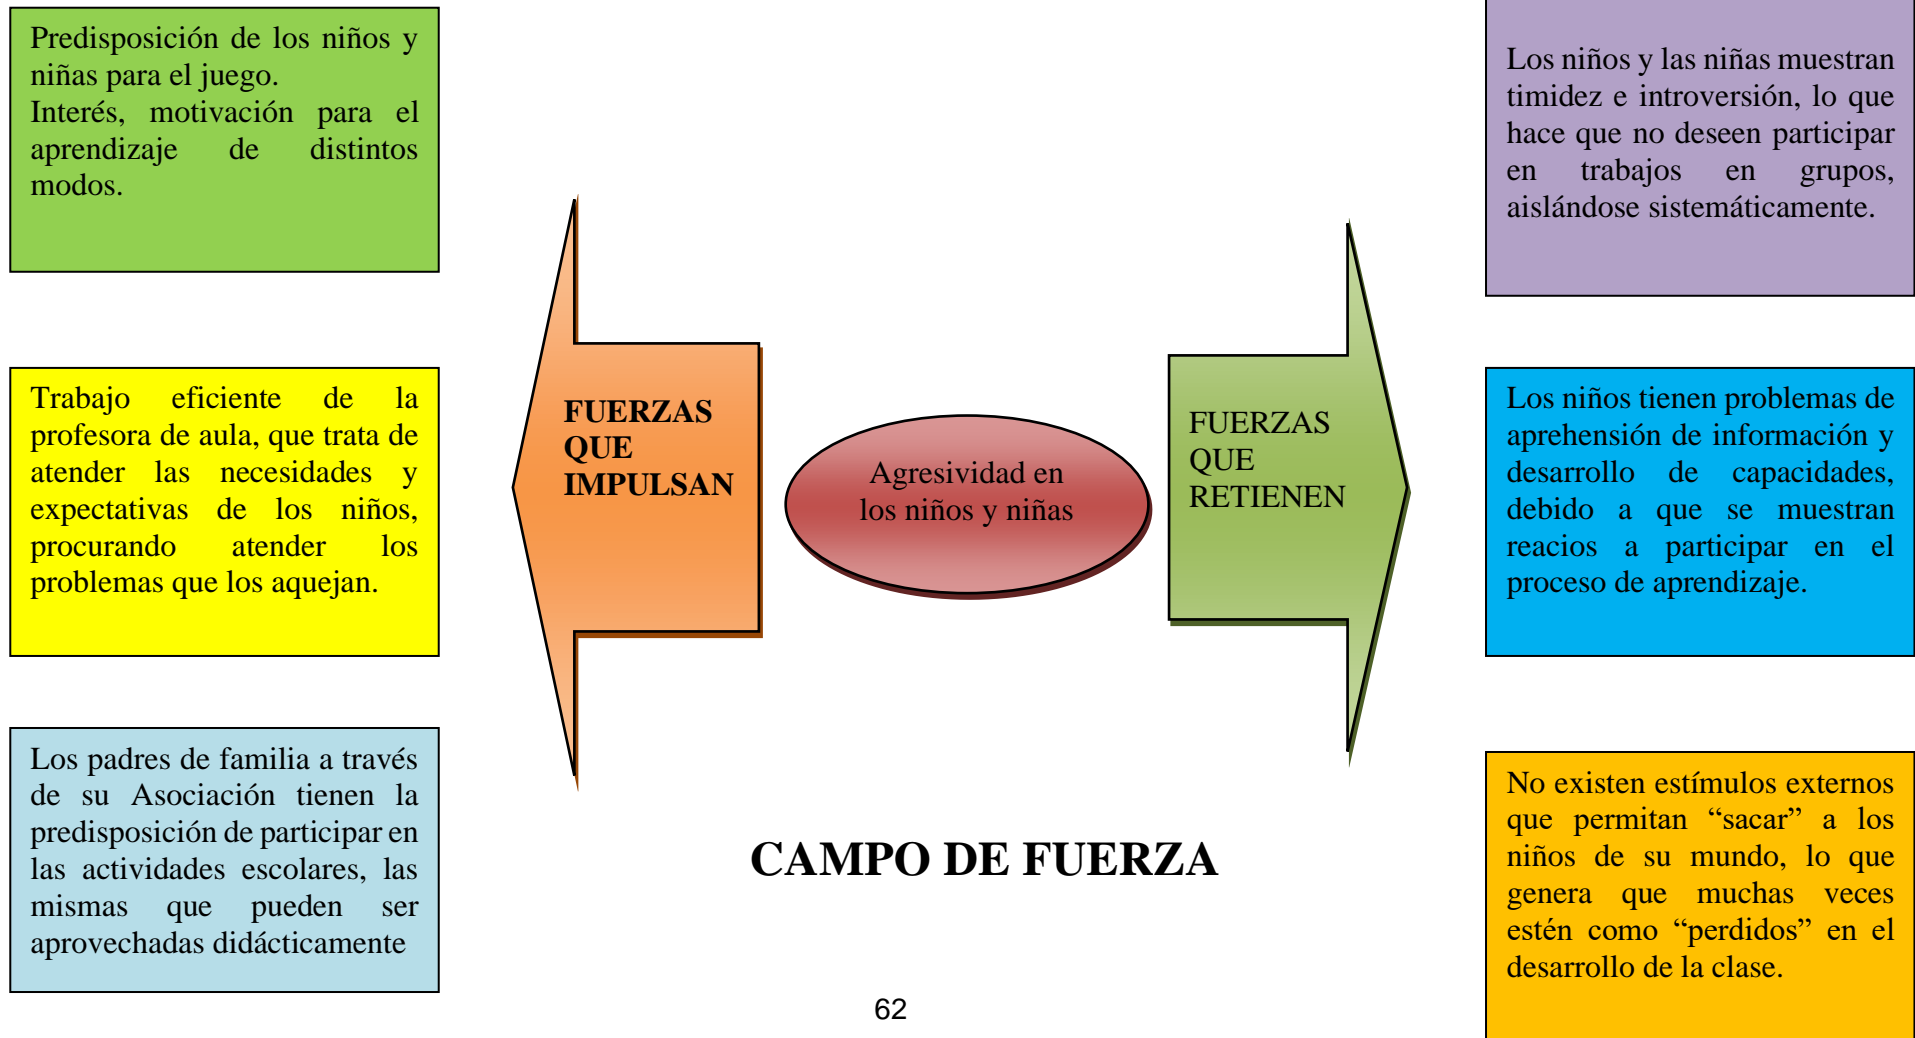 Predisposición de los niños y
niñas para el juego.
Interés, motivación para el
aprendizaje de distintos
modos.
Trabajo eficiente de la
profesora de aula, que trata de
atender las necesidades y
expectativas de los niños,
procurando atender los
problemas que los aquejan.
Los padres de familia a través
de su Asociación tienen la
predisposición de participar en
las actividades escolares, las
mismas que pueden ser
aprovechadas didácticamente
FUERZAS
QUE
IMPULSAN
Agresividad en
los niños y niñas
FUERZAS
QUE
RETIENEN
Los niños y las niñas muestran
timidez e introversión, lo que
hace que no deseen participar
en trabajos en grupos,
aislándose sistemáticamente.
Los niños tienen problemas de
aprehensión de información y
desarrollo de capacidades,
debido a que se muestran
reacios a participar en el
proceso de aprendizaje.
No existen estímulos externos
que permitan “sacar” a los
niños de su mundo, lo que
genera que muchas veces
estén como “perdidos” en el
desarrollo de la clase.
CAMPO DE FUERZA
62